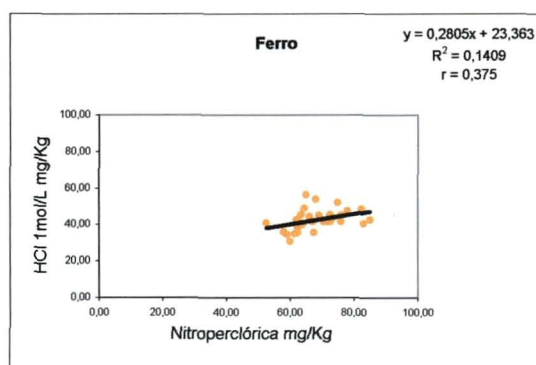 Ferro
y = 0,2805x + 23,363
R² = 0,1409
r = 0,375
100,00
80,00
60,00
40,00
20,00
0,00
HCl 1mol/L mg/Kg
0,00 20,00 40,00 60,00 80,00 100,00
Nitroperclórica mg/Kg